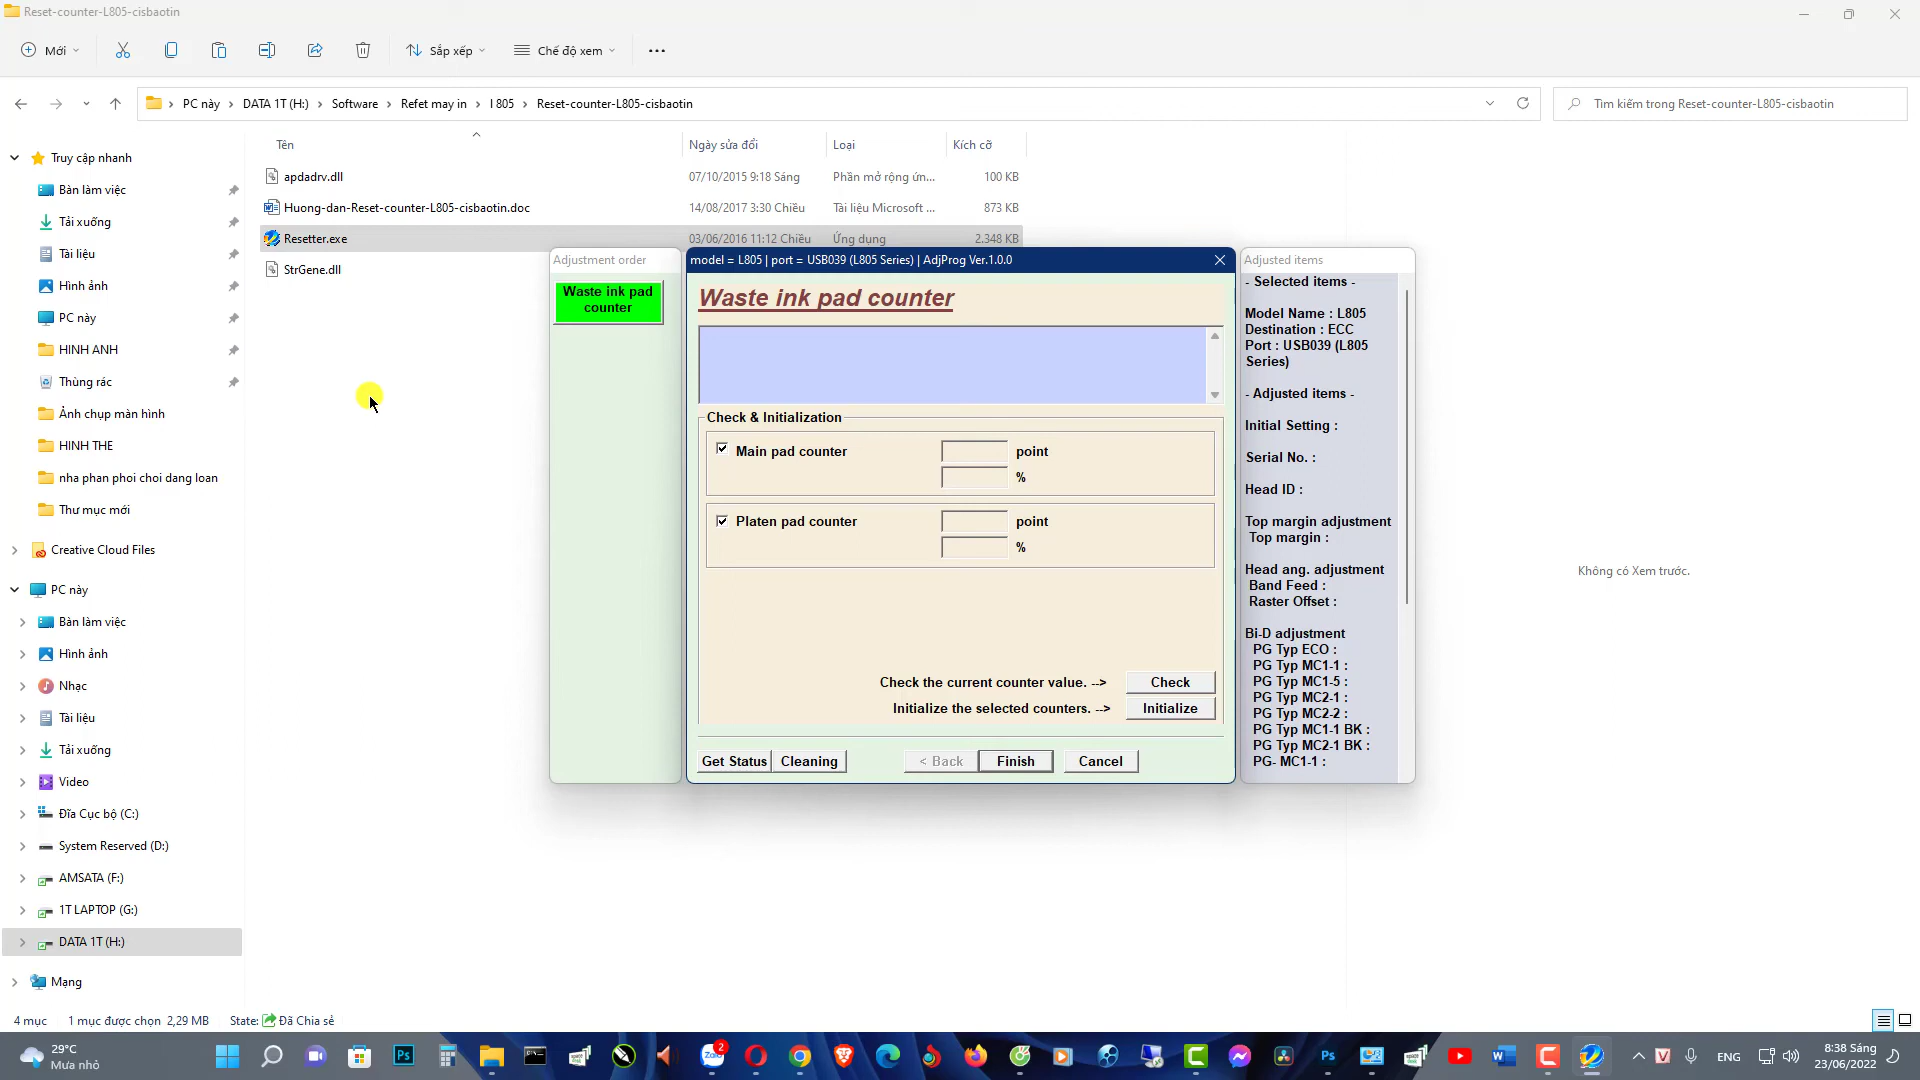 Reset-counter-L805-cisbaotin
Mới
Sắp xếp
Chế độ xem
PC này
DATA 1T (H:)
Software
Refet may in
l 805
Reset-counter-L805-cisbaotin
Tìm kiếm trong Reset-counter-L805-cisbaotin
Truy cập nhanh
Bàn làm việc
Tải xuống
Tài liệu
Hình ảnh
PC này
HINH ANH
Thùng rác
Ảnh chụp màn hình
HINH THE
nha phan phoi choi dang loan
Thư mục mới
Creative Cloud Files
PC này
Bàn làm việc
Hình ảnh
Nhạc
Tài liệu
Tải xuống
Video
Đĩa Cục bộ (C:)
System Reserved (D:)
AMSATA (F:)
1T LAPTOP (G:)
DATA 1T (H:)
Mạng
Tên Ngày sửa đổi Loại Kích cỡ
apdadrv.dll 07/10/2015 9:18 Sáng Phần mở rộng ứn... 100 KB
Huong-dan-Reset-counter-L805-cisbaotin.doc 14/08/2017 3:30 Chiều Tài liệu Microsoft ... 873 KB
Resetter.exe 03/06/2016 11:12 Chiều Ứng dụng 2.348 KB
StrGene.dll
Adjustment order
Waste ink pad
counter
model = L805 | port = USB039 (L805 Series) | AdjProg Ver.1.0.0
Waste ink pad counter
Check & Initialization
Main pad counter point
%
Platen pad counter point
%
Check the current counter value. --> Check
Initialize the selected counters. --> Initialize
Get Status Cleaning < Back Finish Cancel
Adjusted items
- Selected items -
Model Name : L805
Destination : ECC
Port : USB039 (L805
Series)
- Adjusted items -
Initial Setting :
Serial No. :
Head ID :
Top margin adjustment
Top margin :
Head ang. adjustment
Band Feed :
Raster Offset :
Bi-D adjustment
PG Typ ECO :
PG Typ MC1-1 :
PG Typ MC1-5 :
PG Typ MC2-1 :
PG Typ MC2-2 :
PG Typ MC1-1 BK :
PG Typ MC2-1 BK :
PG- MC1-1 :
Không có Xem trước.
4 mục 1 mục được chọn 2,29 MB State: Đã Chia sẻ
29°C
Mưa nhỏ
Ps
Zalo
2
Ps
ENG
8:38 Sáng
23/06/2022